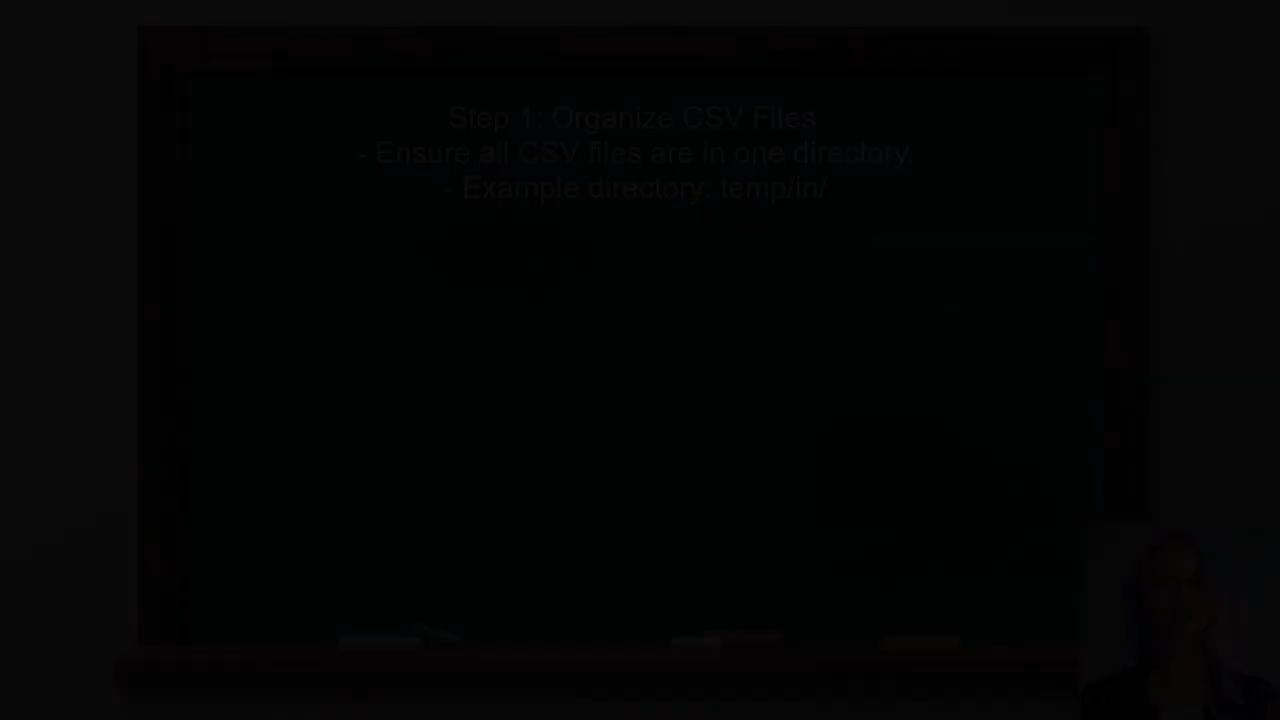 Step 1: Organize CSV Files
- Ensure all CSV files are in one directory.
- Example directory: temp/in/